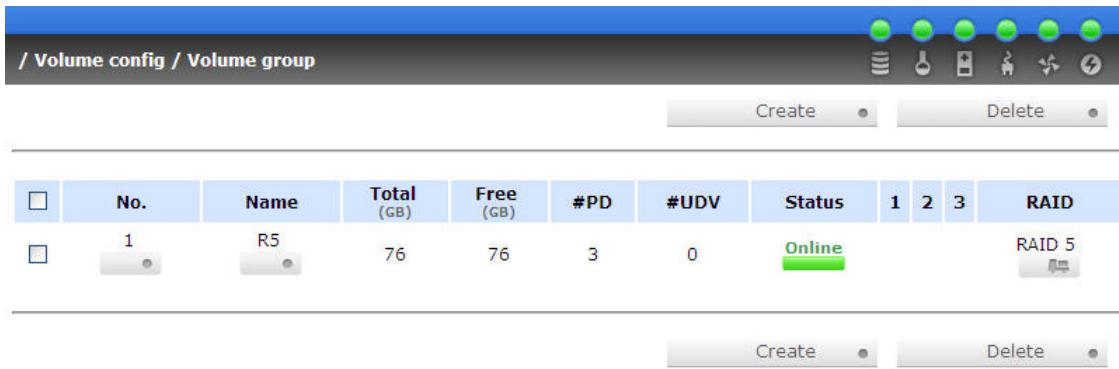 / Volume config / Volume group
Create Delete
No. Name Total (GB) Free (GB) #PD #UDV Status 1 2 3 RAID
1 R5 76 76 3 0 Online RAID 5
Create Delete